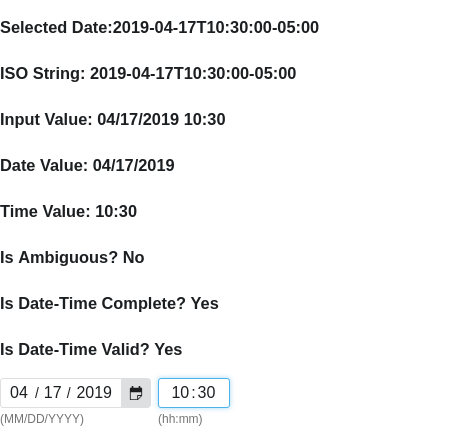 Selected Date:2019-04-17T10:30:00-05:00
ISO String: 2019-04-17T10:30:00-05:00
Input Value: 04/17/2019 10:30
Date Value: 04/17/2019
Time Value: 10:30
Is Ambiguous? No
Is Date-Time Complete? Yes
Is Date-Time Valid? Yes
04 / 17 / 2019 10:30
(MM/DD/YYYY) (hh:mm)